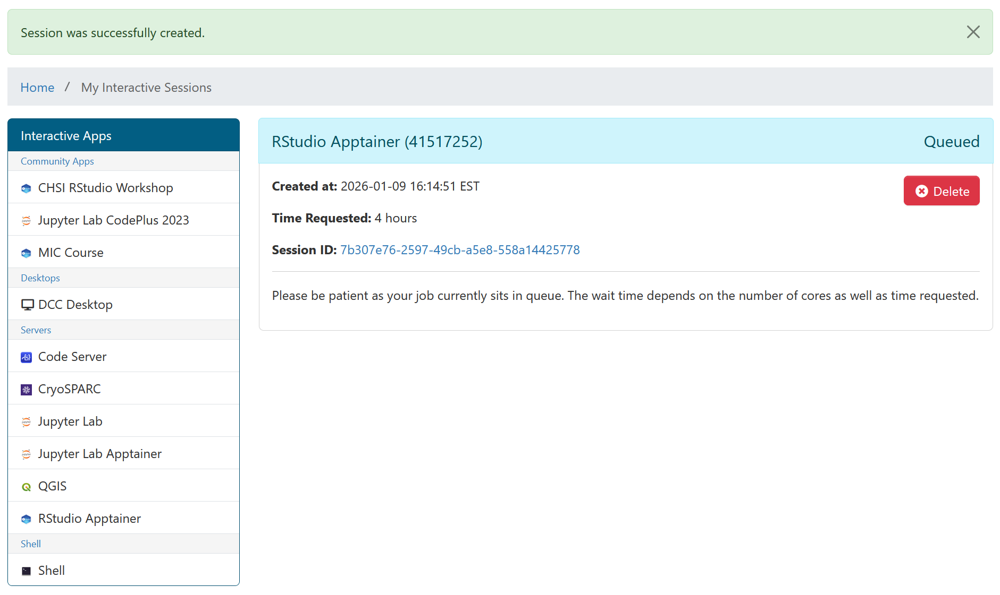 Session was successfully created.
Home / My Interactive Sessions
Interactive Apps
Community Apps
CHSI RStudio Workshop
Jupyter Lab CodePlus 2023
MIC Course
Desktops
DCC Desktop
Servers
Code Server
CryoSPARC
Jupyter Lab
Jupyter Lab Apptainer
QGIS
RStudio Apptainer
Shell
Shell
RStudio Apptainer (41517252)
Queued
Created at: 2026-01-09 16:14:51 EST
Delete
Time Requested: 4 hours
Session ID: 7b307e76-2597-49cb-a5e8-558a14425778
Please be patient as your job currently sits in queue. The wait time depends on the number of cores as well as time requested.